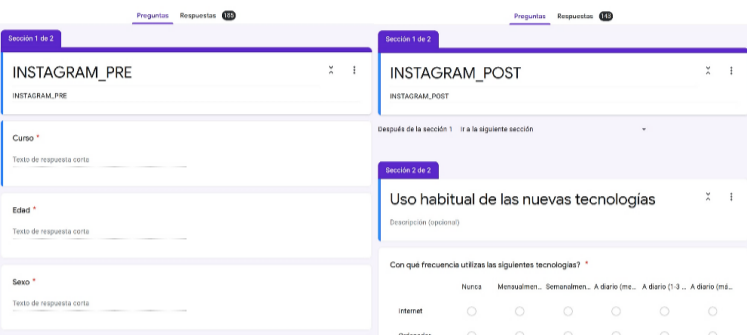 Preguntas Respuestas 185
Sección 1 de 2
INSTAGRAM_PRE
INSTAGRAM_PRE
Curso *
Texto de respuesta corta
Edad *
Texto de respuesta corta
Sexo *
Texto de respuesta corta
Preguntas Respuestas 143
Sección 1 de 2
INSTAGRAM_POST
INSTAGRAM_POST
Después de la sección 1 Ir a la siguiente sección
Sección 2 de 2
Uso habitual de las nuevas tecnologías
Descripción (opcional)
Con qué frecuencia utilizas las siguientes tecnologías? *
Nunca Mensualmen... Semanalmen... A diario (me... A diario (1-3 ... A diario (má...
Internet